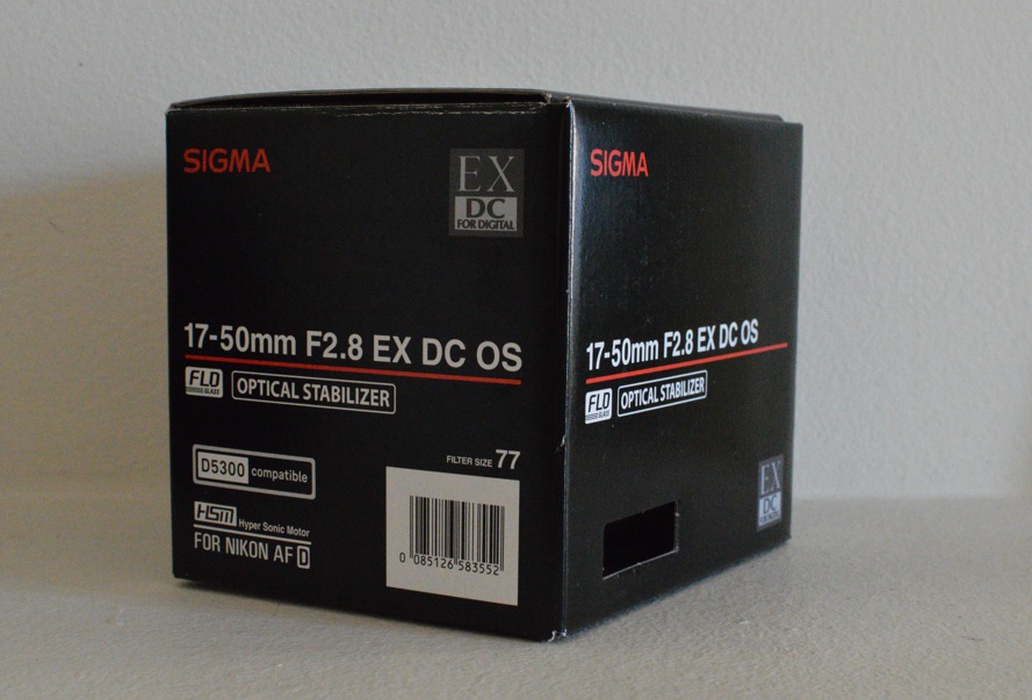 SIGMA
EX
DC
FOR DIGITAL
17-50mm F2.8 EX DC OS
FLD
OPTICAL STABILIZER
D5300 compatible
FILTER SIZE 77
HSM Hyper Sonic Motor
FOR NIKON AF D
0 085126 583552
SIGMA
17-50mm F2.8 EX DC OS
FLD
OPTICAL STABILIZER
EX
DC